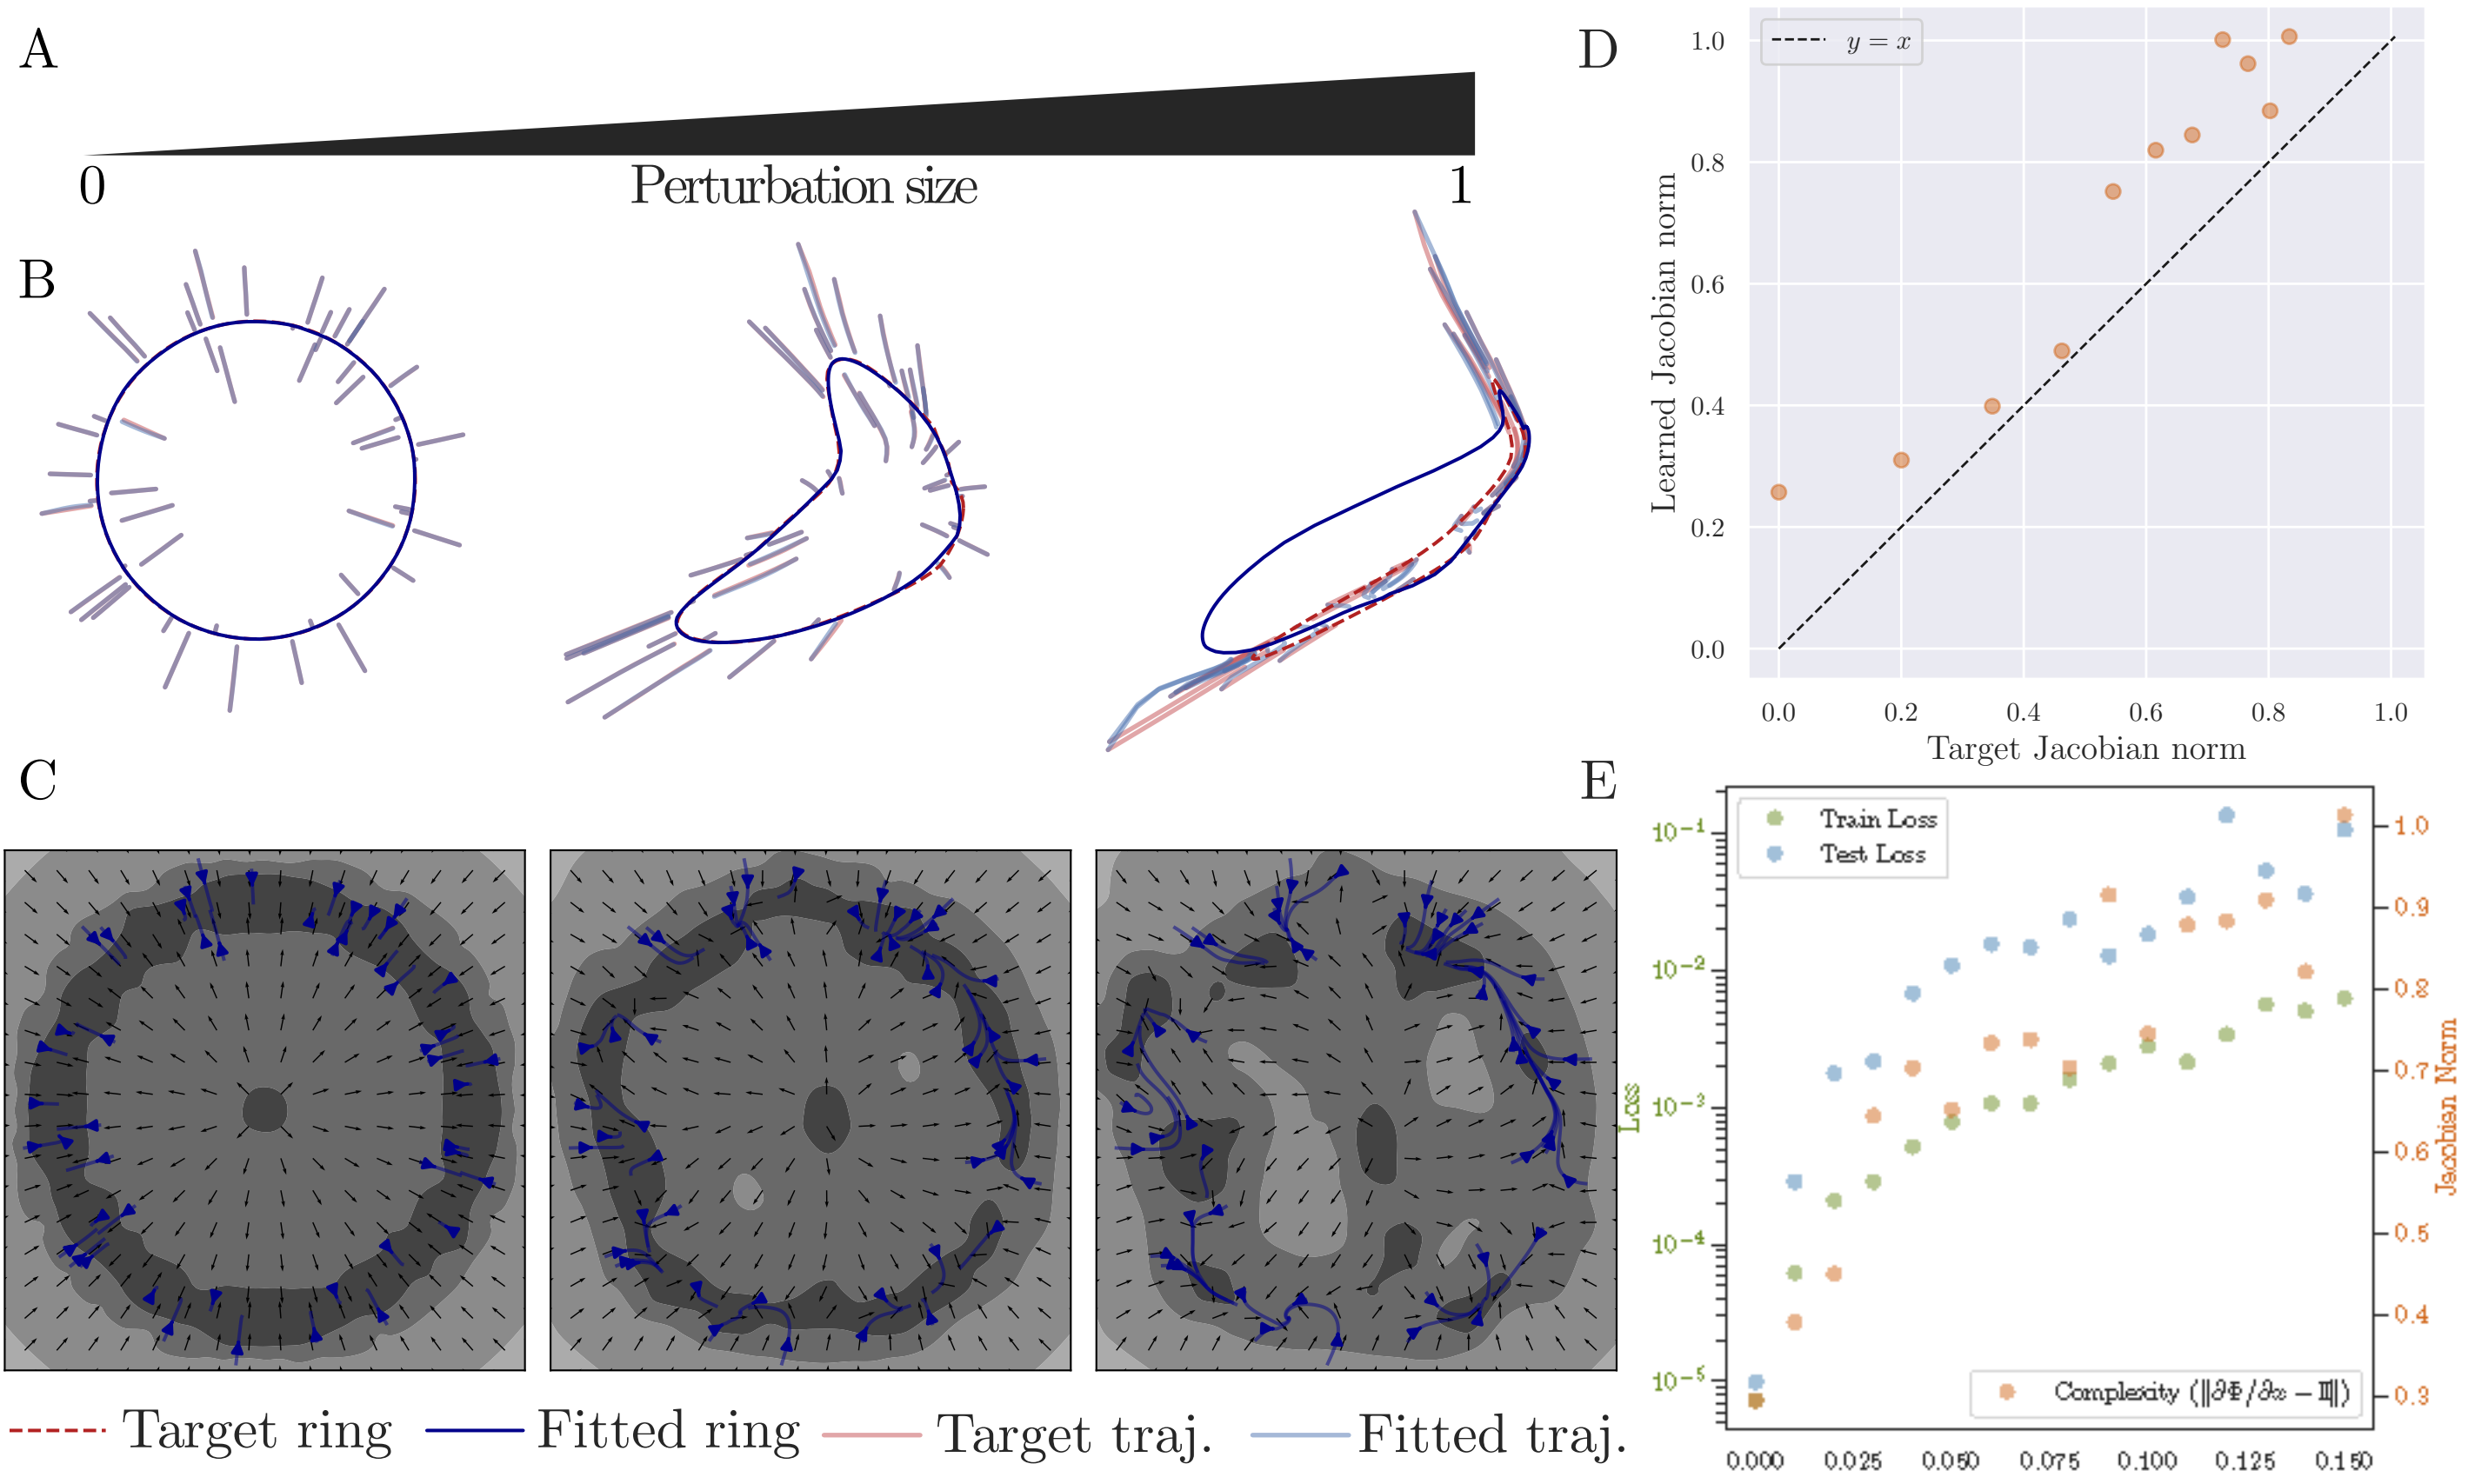 A
0
Perturbation size
1
B
C
Target ring
Fitted ring
Target traj.
Fitted traj.
D
y = x
1.0
0.8
0.6
0.4
0.2
0.0
Learned Jacobian norm
0.0 0.2 0.4 0.6 0.8 1.0
Target Jacobian norm
E
Train Loss
Test Loss
10⁻¹
10⁻²
10⁻³
10⁻⁴
10⁻⁵
Loss
1.0
0.9
0.8
0.7
0.6
0.5
0.4
0.3
Jacobian Norm
Complexity (‖∂Φ/∂x − 𝕀‖)
0.000 0.025 0.050 0.075 0.100 0.125 0.150